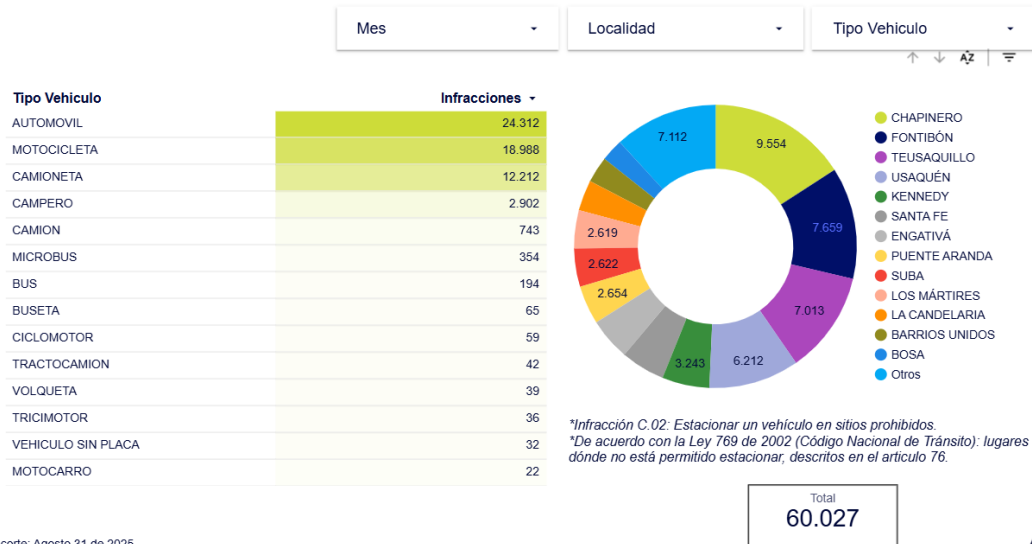 Mes
Localidad
Tipo Vehiculo
Tipo Vehiculo Infracciones
AUTOMOVIL 24.312
MOTOCICLETA 18.988
CAMIONETA 12.212
CAMPERO 2.902
CAMION 743
MICROBUS 354
BUS 194
BUSETA 65
CICLOMOTOR 59
TRACTOCAMION 42
VOLQUETA 39
TRICIMOTOR 36
VEHICULO SIN PLACA 32
MOTOCARRO 22
9.554
7.659
7.013
6.212
3.243
2.654
2.622
2.619
7.112
CHAPINERO
FONTIBÓN
TEUSAQUILLO
USAQUÉN
KENNEDY
SANTA FE
ENGATIVÁ
PUENTE ARANDA
SUBA
LOS MÁRTIRES
LA CANDELARIA
BARRIOS UNIDOS
BOSA
Otros
*Infracción C.02: Estacionar un vehículo en sitios prohibidos.
*De acuerdo con la Ley 769 de 2002 (Código Nacional de Tránsito): lugares
dónde no está permitido estacionar, descritos en el articulo 76.
Total
60.027
corte: Agosto 31 de 2025